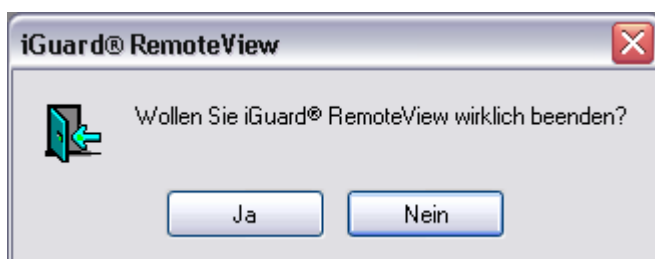 iGuard® RemoteView
Wollen Sie iGuard® RemoteView wirklich beenden?
Ja
Nein